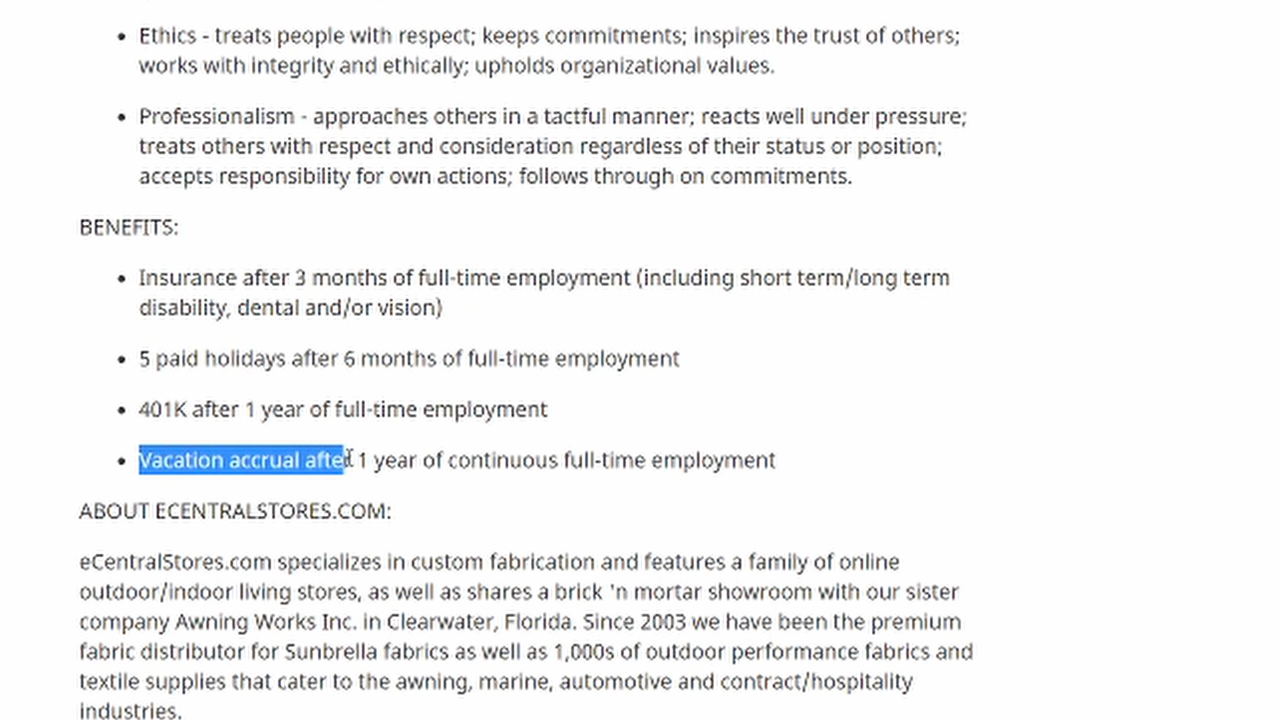 Ethics - treats people with respect; keeps commitments; inspires the trust of others;
works with integrity and ethically; upholds organizational values.
Professionalism - approaches others in a tactful manner; reacts well under pressure;
treats others with respect and consideration regardless of their status or position;
accepts responsibility for own actions; follows through on commitments.
BENEFITS:
Insurance after 3 months of full-time employment (including short term/long term
disability, dental and/or vision)
5 paid holidays after 6 months of full-time employment
401K after 1 year of full-time employment
Vacation accrual after 1 year of continuous full-time employment
ABOUT ECENTRALSTORES.COM:
eCentralStores.com specializes in custom fabrication and features a family of online
outdoor/indoor living stores, as well as shares a brick 'n mortar showroom with our sister
company Awning Works Inc. in Clearwater, Florida. Since 2003 we have been the premium
fabric distributor for Sunbrella fabrics as well as 1,000s of outdoor performance fabrics and
textile supplies that cater to the awning, marine, automotive and contract/hospitality
industries.